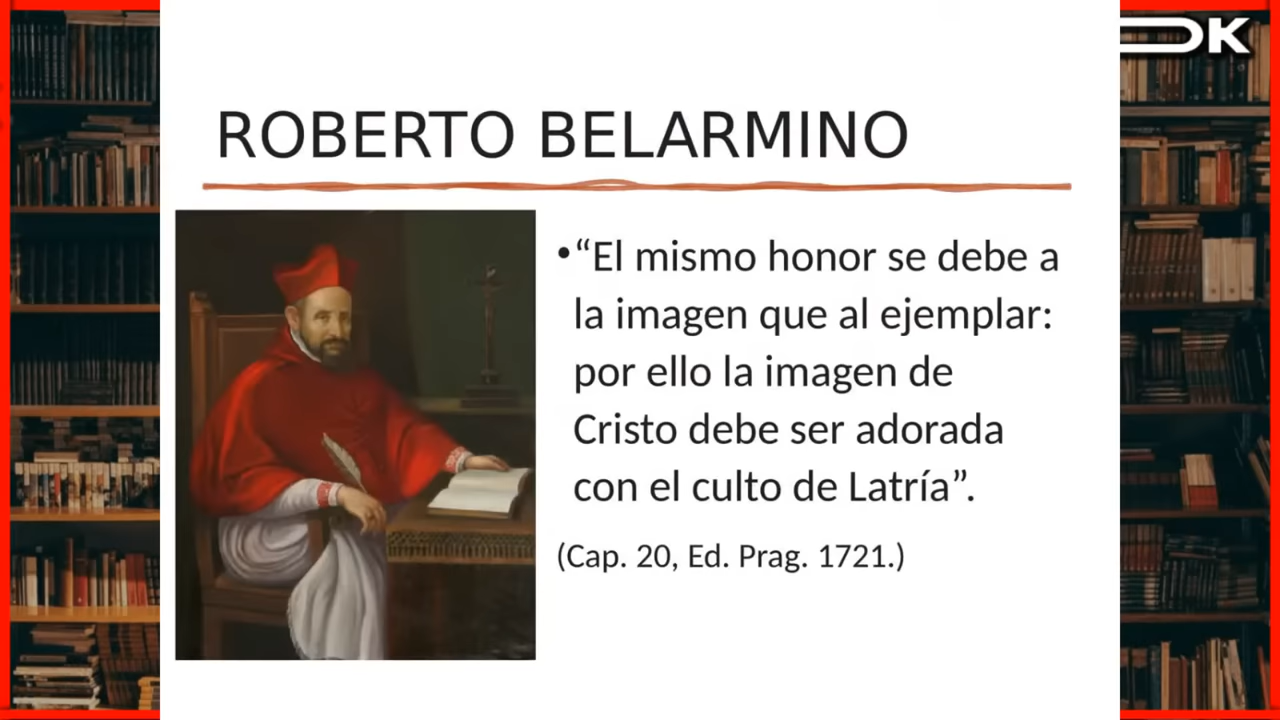 DK
ROBERTO BELARMINO
•“El mismo honor se debe a
la imagen que al ejemplar:
por ello la imagen de
Cristo debe ser adorada
con el culto de Latría”.
(Cap. 20, Ed. Prag. 1721.)